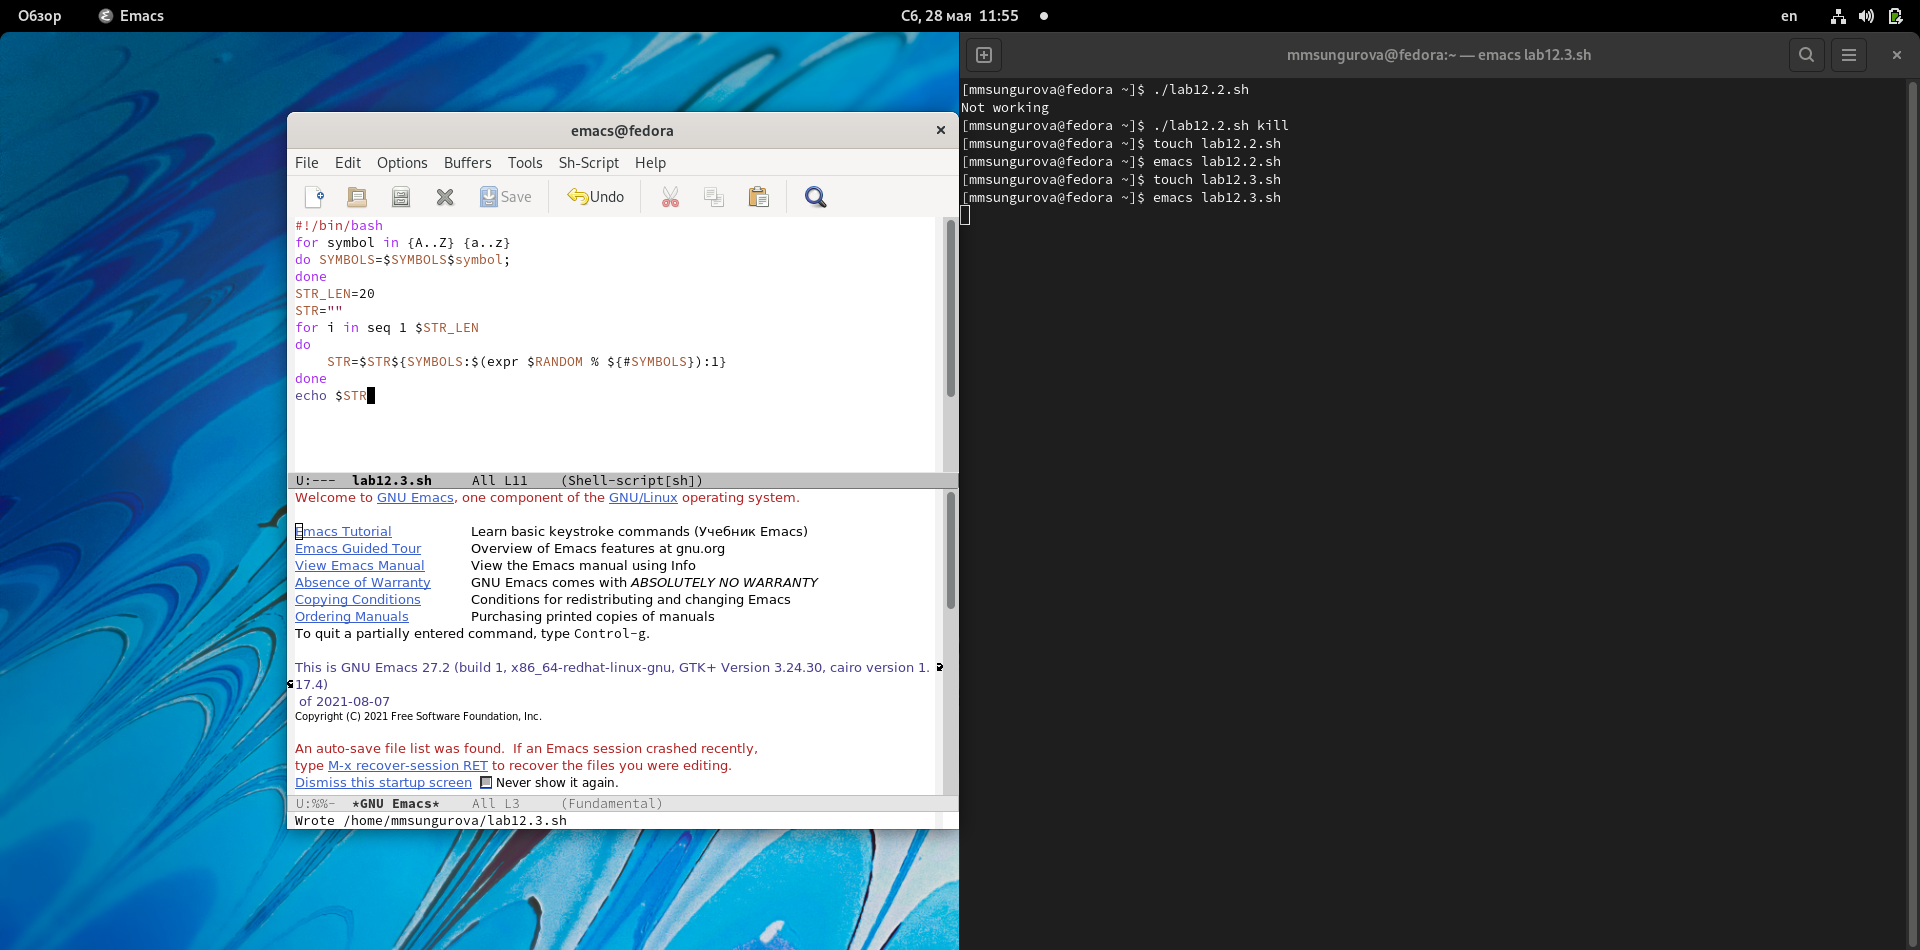 Обзор Emacs Сб, 28 мая 11:55 en
emacs@fedora
File Edit Options Buffers Tools Sh-Script Help
Save Undo
#!/bin/bash
for symbol in {A..Z} {a..z}
do SYMBOLS=$SYMBOLS$symbol;
done
STR_LEN=20
STR=""
for i in seq 1 $STR_LEN
do
    STR=$STR${SYMBOLS:$(expr $RANDOM % ${#SYMBOLS}):1}
done
echo $STR
U:--- lab12.3.sh All L11 (Shell-script[sh])
Welcome to GNU Emacs, one component of the GNU/Linux operating system.
Emacs Tutorial Learn basic keystroke commands (Учебник Emacs)
Emacs Guided Tour Overview of Emacs features at gnu.org
View Emacs Manual View the Emacs manual using Info
Absence of Warranty GNU Emacs comes with ABSOLUTELY NO WARRANTY
Copying Conditions Conditions for redistributing and changing Emacs
Ordering Manuals Purchasing printed copies of manuals
To quit a partially entered command, type Control-g.
This is GNU Emacs 27.2 (build 1, x86_64-redhat-linux-gnu, GTK+ Version 3.24.30, cairo version 1.
17.4)
of 2021-08-07
Copyright (C) 2021 Free Software Foundation, Inc.
An auto-save file list was found. If an Emacs session crashed recently,
type M-x recover-session RET to recover the files you were editing.
Dismiss this startup screen Never show it again.
U:%%- *GNU Emacs* All L3 (Fundamental)
Wrote /home/mmsungurova/lab12.3.sh
mmsungurova@fedora:~ — emacs lab12.3.sh
[mmsungurova@fedora ~]$ ./lab12.2.sh
Not working
[mmsungurova@fedora ~]$ ./lab12.2.sh kill
[mmsungurova@fedora ~]$ touch lab12.2.sh
[mmsungurova@fedora ~]$ emacs lab12.2.sh
[mmsungurova@fedora ~]$ touch lab12.3.sh
[mmsungurova@fedora ~]$ emacs lab12.3.sh